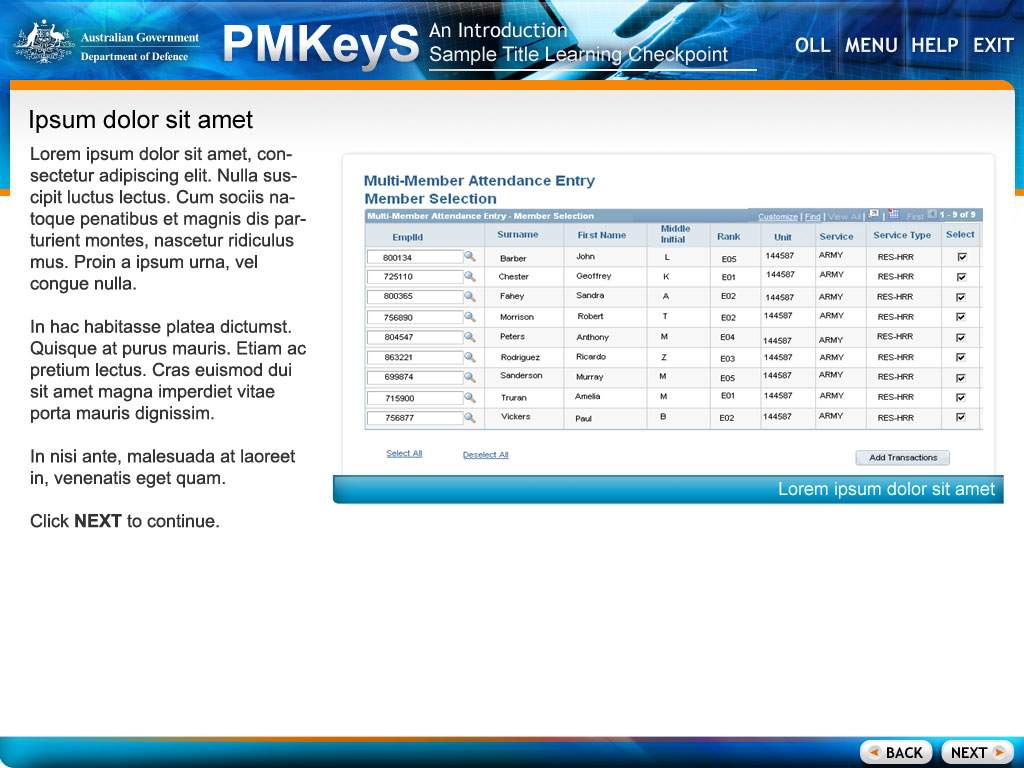 Australian Government
Department of Defence
PMKeyS
An Introduction
Sample Title Learning Checkpoint
OLL MENU HELP EXIT
Ipsum dolor sit amet
Lorem ipsum dolor sit amet, con-
sectetur adipiscing elit. Nulla sus-
cipit luctus lectus. Cum sociis na-
toque penatibus et magnis dis par-
turient montes, nascetur ridiculus
mus. Proin a ipsum urna, vel
congue nulla.
In hac habitasse platea dictumst.
Quisque at purus mauris. Etiam ac
pretium lectus. Cras euismod dui
sit amet magna imperdiet vitae
porta mauris dignissim.
In nisi ante, malesuada at laoreet
in, venenatis eget quam.
Click NEXT to continue.
Multi-Member Attendance Entry
Member Selection
Multi-Member Attendance Entry - Member Selection Customize | Find | View All | First 1 - 9 of 9
EmplId Surname First Name Middle Initial Rank Unit Service Service Type Select
800134 Barber John L E05 144587 ARMY RES-HRR
725110 Chester Geoffrey K E01 144587 ARMY RES-HRR
800365 Fahey Sandra A E02 144587 ARMY RES-HRR
756890 Morrison Robert T E02 144587 ARMY RES-HRR
804547 Peters Anthony M E04 144587 ARMY RES-HRR
863221 Rodriguez Ricardo Z E03 144587 ARMY RES-HRR
699874 Sanderson Murray M E05 144587 ARMY RES-HRR
715900 Truran Amelia M E01 144587 ARMY RES-HRR
756877 Vickers Paul B E02 144587 ARMY RES-HRR
Select All Deselect All Add Transactions
Lorem ipsum dolor sit amet
BACK NEXT